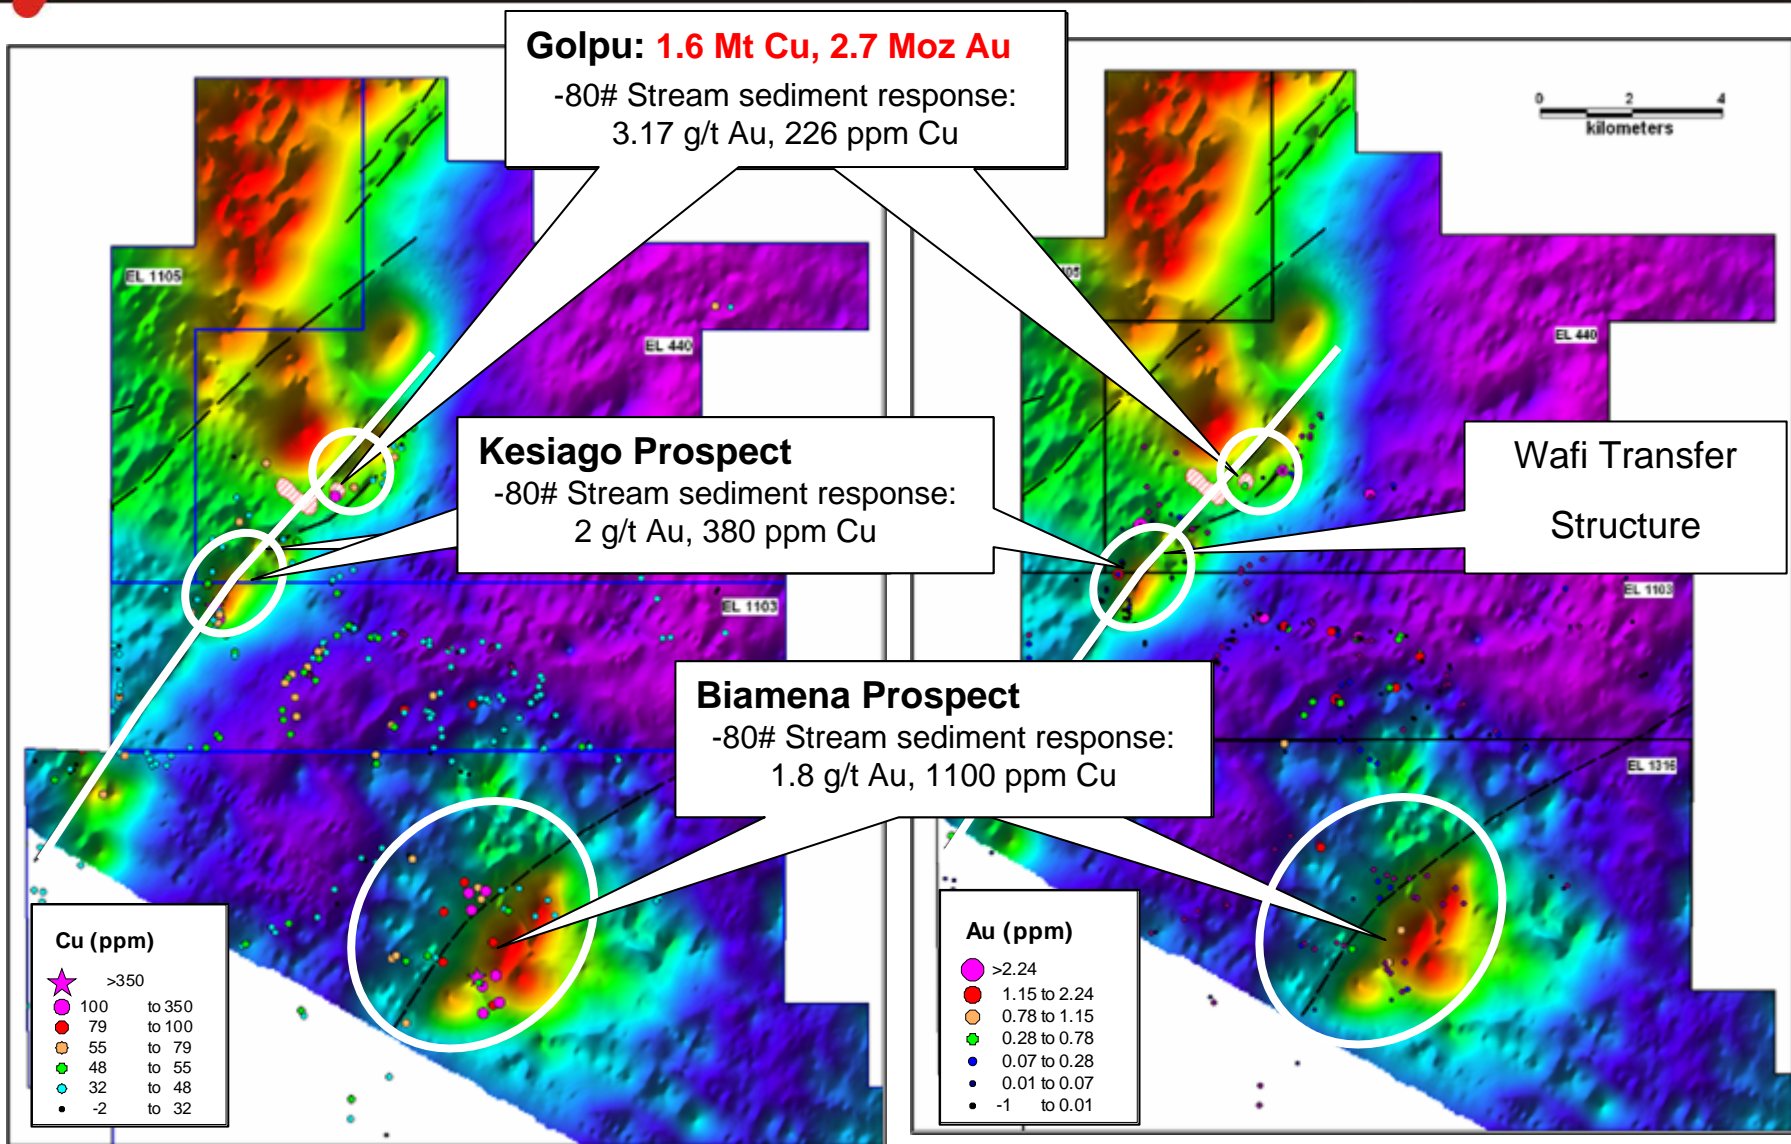 Golpu: 1.6 Mt Cu, 2.7 Moz Au
-80# Stream sediment response:
3.17 g/t Au, 226 ppm Cu
0 2 4
kilometers
EL 1105
EL 440
EL 440
Kesiago Prospect
-80# Stream sediment response:
2 g/t Au, 380 ppm Cu
Wafi Transfer
Structure
EL 1103
EL 1103
Biamena Prospect
-80# Stream sediment response:
1.8 g/t Au, 1100 ppm Cu
EL 1316
Cu (ppm)
>350
100 to 350
79 to 100
55 to 79
48 to 55
32 to 48
-2 to 32
Au (ppm)
>2.24
1.15 to 2.24
0.78 to 1.15
0.28 to 0.78
0.07 to 0.28
0.01 to 0.07
-1 to 0.01